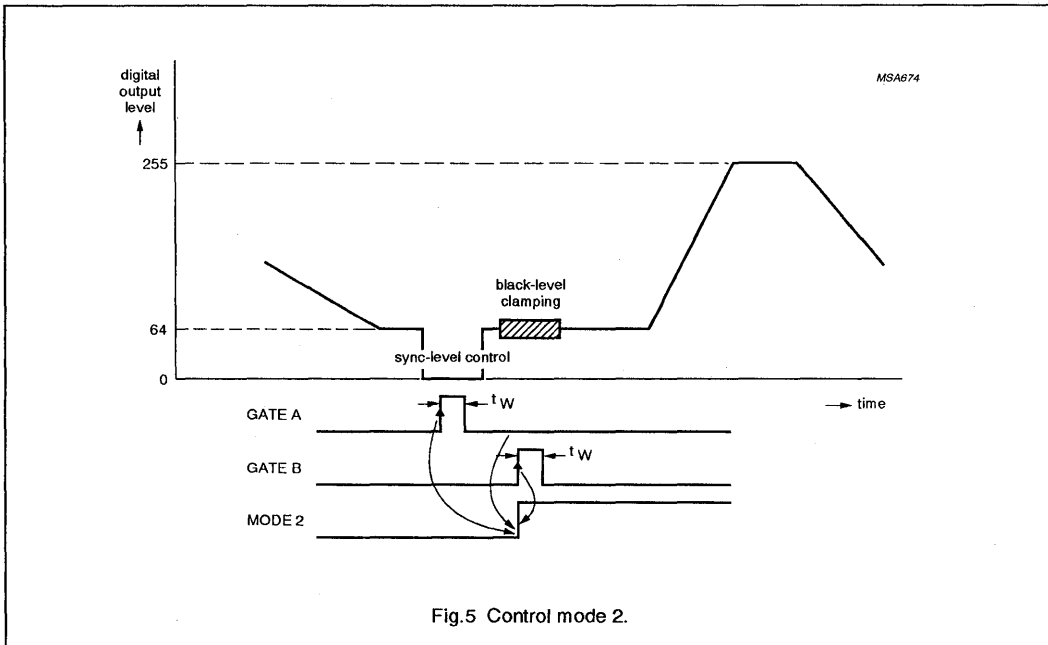 digital
output
level
MSA674
255
black-level
clamping
64
sync-level control
0
tW
time
GATE A
tW
GATE B
MODE 2
Fig.5 Control mode 2.